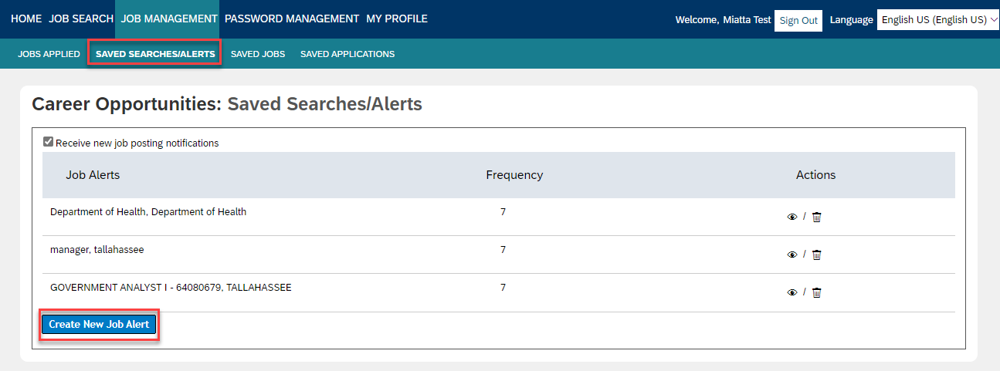 HOME JOB SEARCH JOB MANAGEMENT PASSWORD MANAGEMENT MY PROFILE Welcome, Miatta Test Sign Out Language English US (English US)
JOBS APPLIED SAVED SEARCHES/ALERTS SAVED JOBS SAVED APPLICATIONS
Career Opportunities: Saved Searches/Alerts
Receive new job posting notifications
Job Alerts Frequency Actions
Department of Health, Department of Health 7 /
manager, tallahassee 7 /
GOVERNMENT ANALYST I - 64080679, TALLAHASSEE 7 /
Create New Job Alert